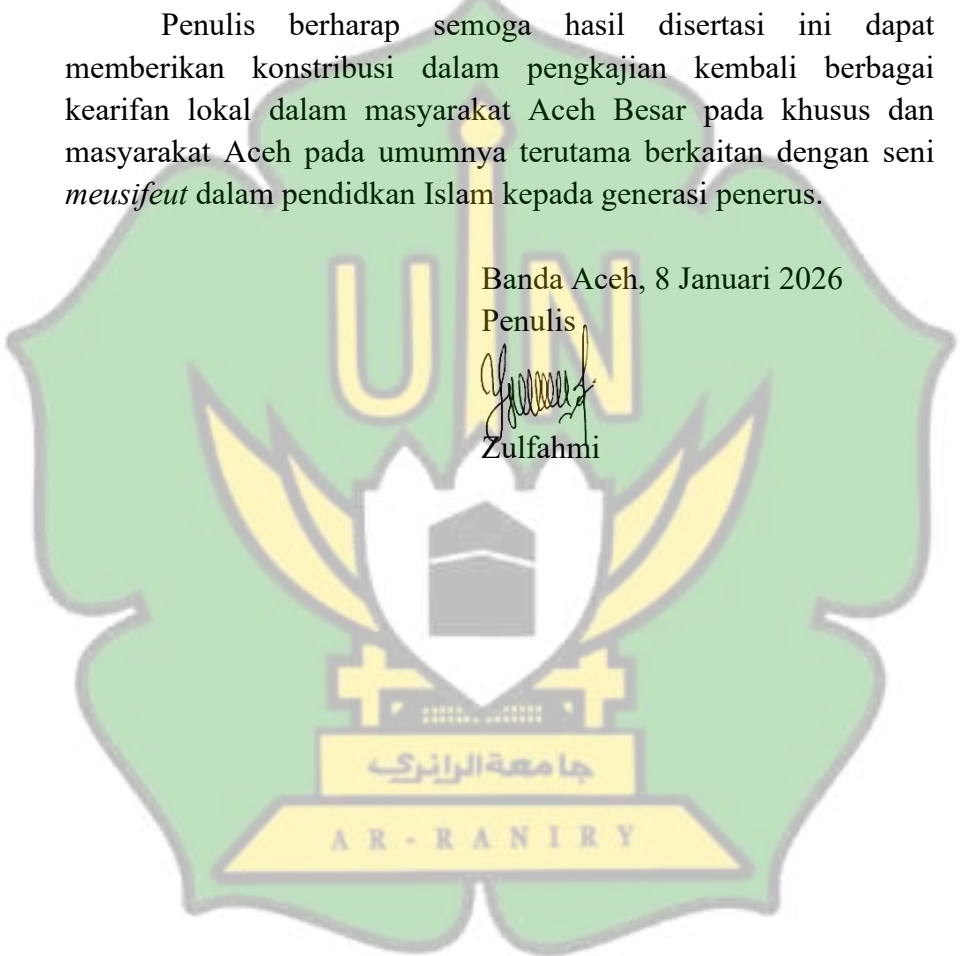 Penulis berharap semoga hasil disertasi ini dapat
memberikan konstribusi dalam pengkajian kembali berbagai
kearifan lokal dalam masyarakat Aceh Besar pada khusus dan
masyarakat Aceh pada umumnya terutama berkaitan dengan seni
meusifeut dalam pendidkan Islam kepada generasi penerus.
Banda Aceh, 8 Januari 2026
Penulis
Zulfahmi
UIN
جامعة الرانري
AR-RANIRY